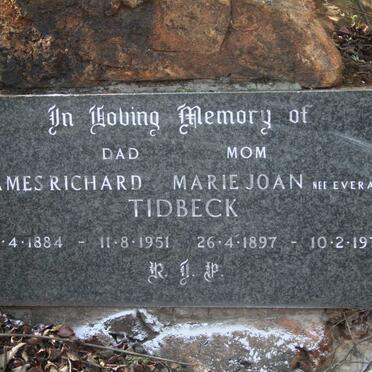 In Loving Memory of
DAD MOM
AMES RICHARD MARIE JOAN NEE EVERA
TIDBECK
.4.1884 - 11.8.1951 26.4.1897 - 10.2.197
R.I.P.